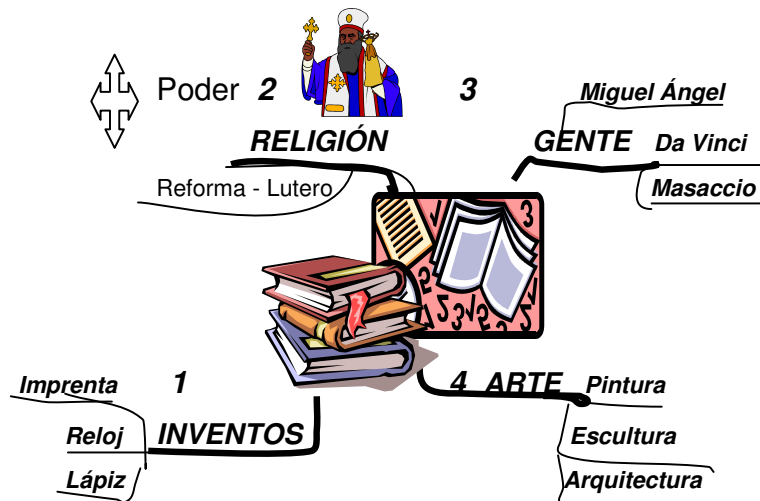 Poder 2
3
Miguel Ángel
RELIGIÓN
GENTE
Da Vinci
Reforma - Lutero
Masaccio
Imprenta
1
4 ARTE
Pintura
Reloj
INVENTOS
Escultura
Lápiz
Arquitectura